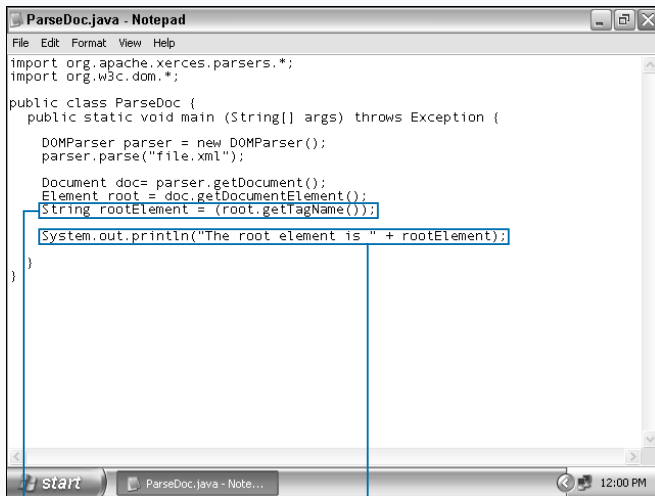 ParseDoc.java - Notepad
File Edit Format View Help
import org.apache.xerces.parsers.*;
import org.w3c.dom.*;
public class ParseDoc {
public static void main (String[] args) throws Exception {
DOMParser parser = new DOMParser();
parser.parse("file.xml");
Document doc= parser.getDocument();
Element root = doc.getDocumentElement();
String rootElement = (root.getTagName());
System.out.println("The root element is " + rootElement);
}
}
start ParseDoc.java - Note... 12:00 PM